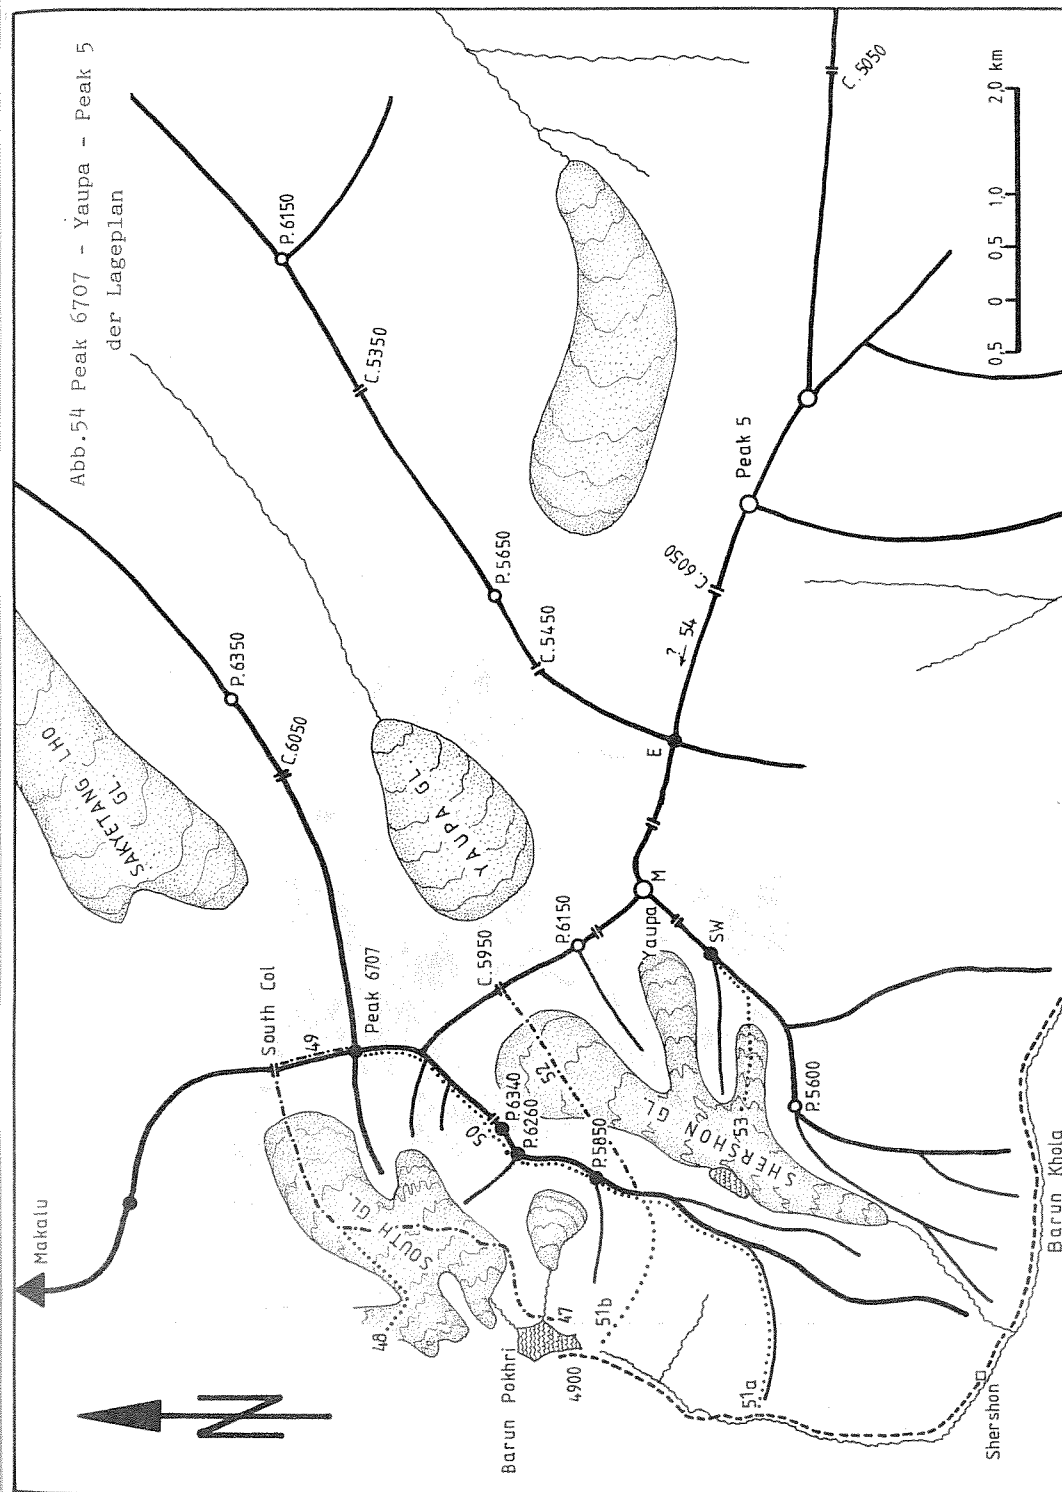 Abb.54 Peak 6707 - Yaupa - Peak 5
der Lageplan
Makalu
South Col
49
Peak 6707
C.6050
P.6350
SAKYETANG LHO
GL.
YAUPA GL.
P.6150
C.5350
P.5650
C.5450
C.5950
P.6150
Yaupa
M
E
SW
? 54
C.6050
Peak 5
C.5050
SOUTH GL.
48
50
P.6340
P.6260
P.5850
52
53
SHERSHON
GL
P.5600
47
51b
51a
Barun Pokhri
4900
Shershon
Barun Khola
N
0,5 0 0,5 1,0 2,0 km